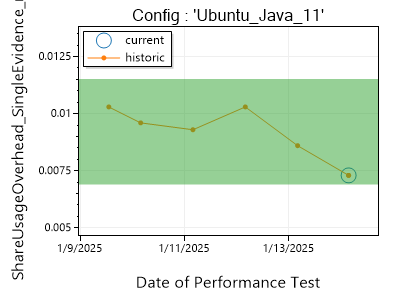 Config : 'Ubuntu_Java_11'
current
historic
ShareUsageOverhead_SingleEvidence_
0.0125
0.01
0.0075
0.005
1/9/2025
1/11/2025
1/13/2025
Date of Performance Test